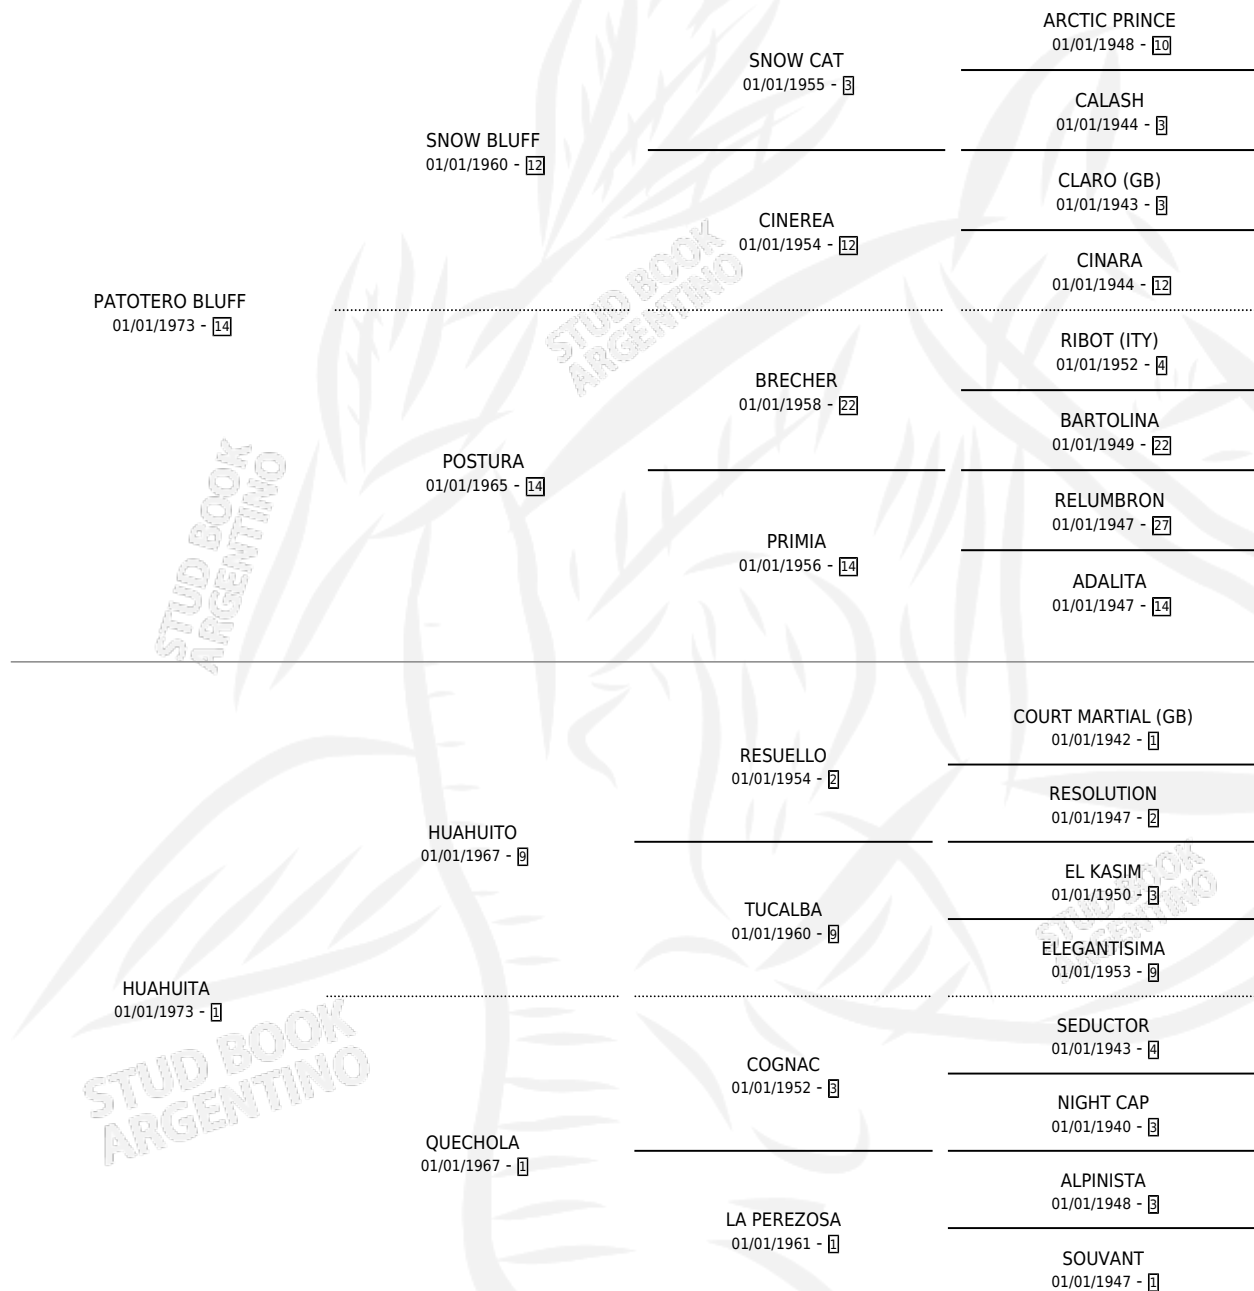 ARCTIC PRINCE
01/01/1948 - 10
SNOW CAT
01/01/1955 - 3
CALASH
01/01/1944 - 3
SNOW BLUFF
01/01/1960 - 12
CLARO (GB)
01/01/1943 - 3
CINEREA
01/01/1954 - 12
CINARA
01/01/1944 - 12
PATOTERO BLUFF
01/01/1973 - 14
RIBOT (ITY)
01/01/1952 - 4
BRECHER
01/01/1958 - 22
BARTOLINA
01/01/1949 - 22
POSTURA
01/01/1965 - 14
RELUMBRON
01/01/1947 - 27
PRIMIA
01/01/1956 - 14
ADALITA
01/01/1947 - 14
STUD BOOK
ARGENTINO
STUD BOOK
ARGENTINO
COURT MARTIAL (GB)
01/01/1942 - 1
RESUELLO
01/01/1954 - 2
RESOLUTION
01/01/1947 - 2
HUAHUITO
01/01/1967 - 9
EL KASIM
01/01/1950 - 3
TUCALBA
01/01/1960 - 9
ELEGANTISIMA
01/01/1953 - 9
HUAHUITA
01/01/1973 - 1
SEDUCTOR
01/01/1943 - 4
COGNAC
01/01/1952 - 3
NIGHT CAP
01/01/1940 - 3
QUECHOLA
01/01/1967 - 1
ALPINISTA
01/01/1948 - 3
LA PEREZOSA
01/01/1961 - 1
SOUVANT
01/01/1947 - 1
STUD BOOK
ARGENTINO
STUD BOOK
ARGENTINO